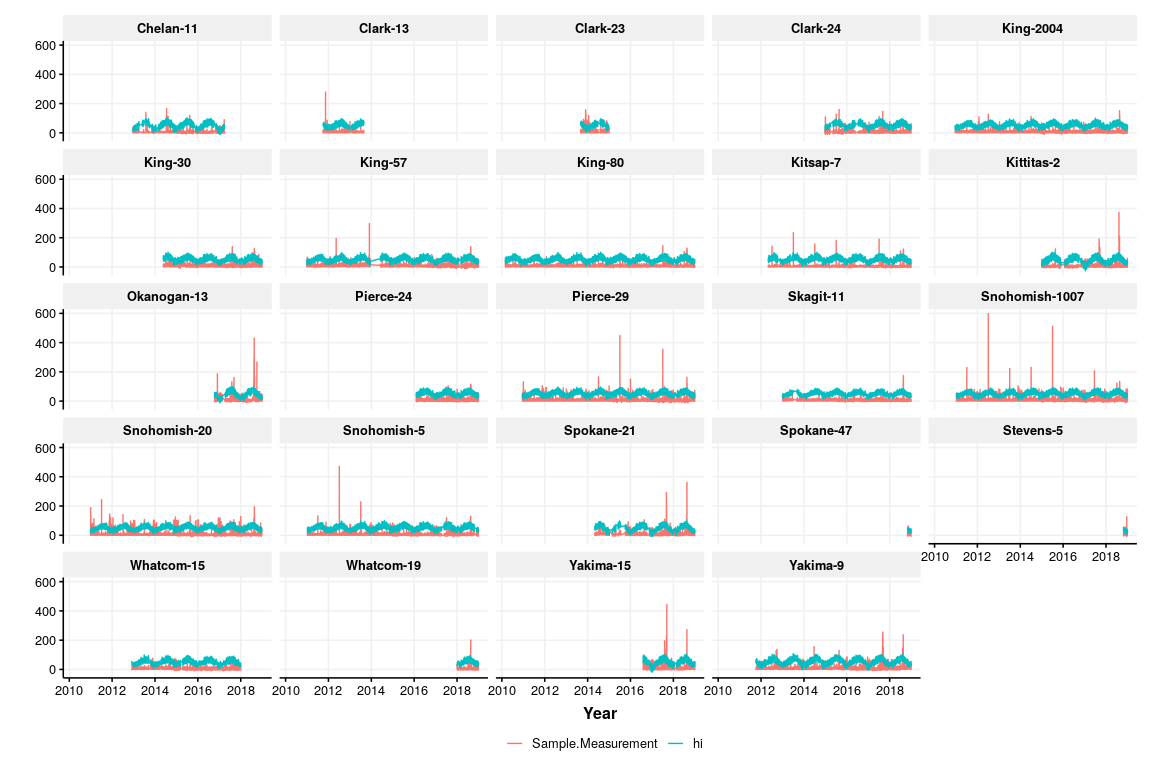 Chelan-11 Clark-13 Clark-23 Clark-24 King-2004
600
400
200
0
King-30 King-57 King-80 Kitsap-7 Kittitas-2
600
400
200
0
Okanogan-13 Pierce-24 Pierce-29 Skagit-11 Snohomish-1007
600
400
200
0
Snohomish-20 Snohomish-5 Spokane-21 Spokane-47 Stevens-5
600
400
200
0
2010 2012 2014 2016 2018
Whatcom-15 Whatcom-19 Yakima-15 Yakima-9
600
400
200
0
2010 2012 2014 2016 2018 2010 2012 2014 2016 2018 2010 2012 2014 2016 2018 2010 2012 2014 2016 2018
Year
Sample.Measurement hi